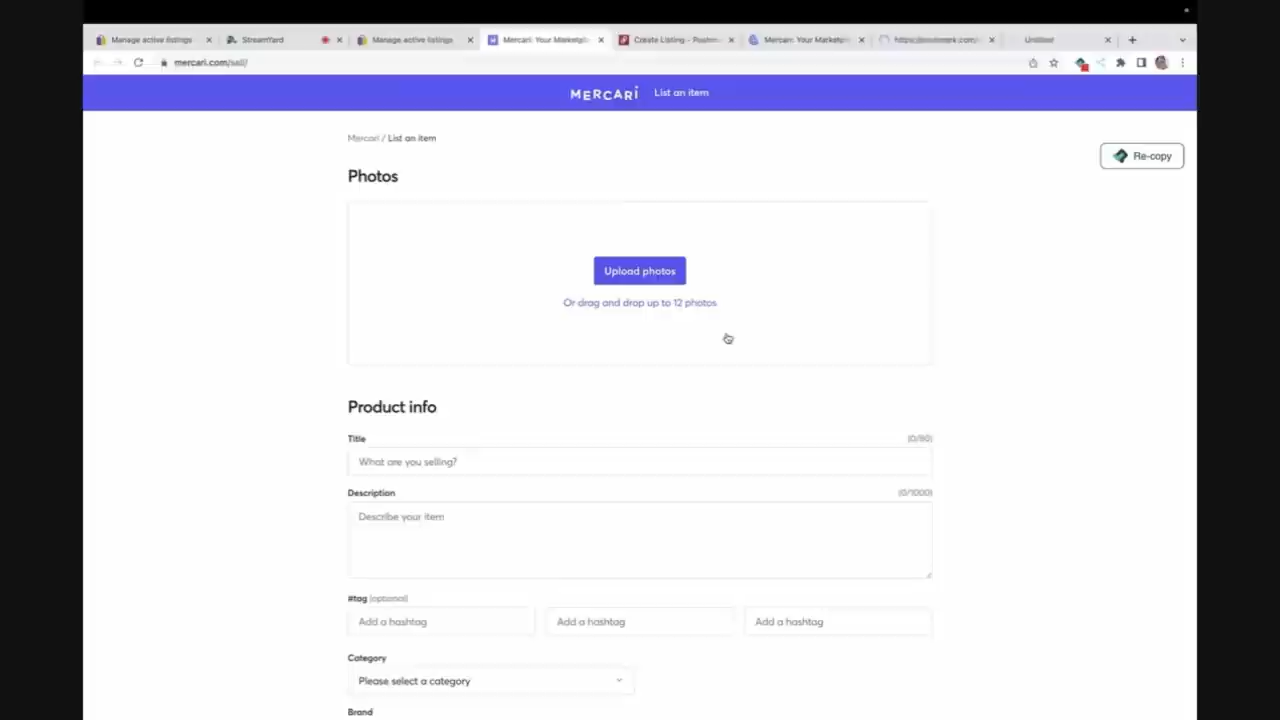 Manage active listings
StreamYard
Manage active listings
Mercari: Your Marketpl
Create Listing - Poshm
Mercari: Your Marketpl
Untitled
mercari.com/sell/
MERCARI
List an item
Mercari / List an item
Re-copy
Photos
Upload photos
Or drag and drop up to 12 photos
Product info
Title
(0/80)
What are you selling?
Description
(0/1000)
Describe your item
#tag (optional)
Add a hashtag
Add a hashtag
Add a hashtag
Category
Please select a category
Brand